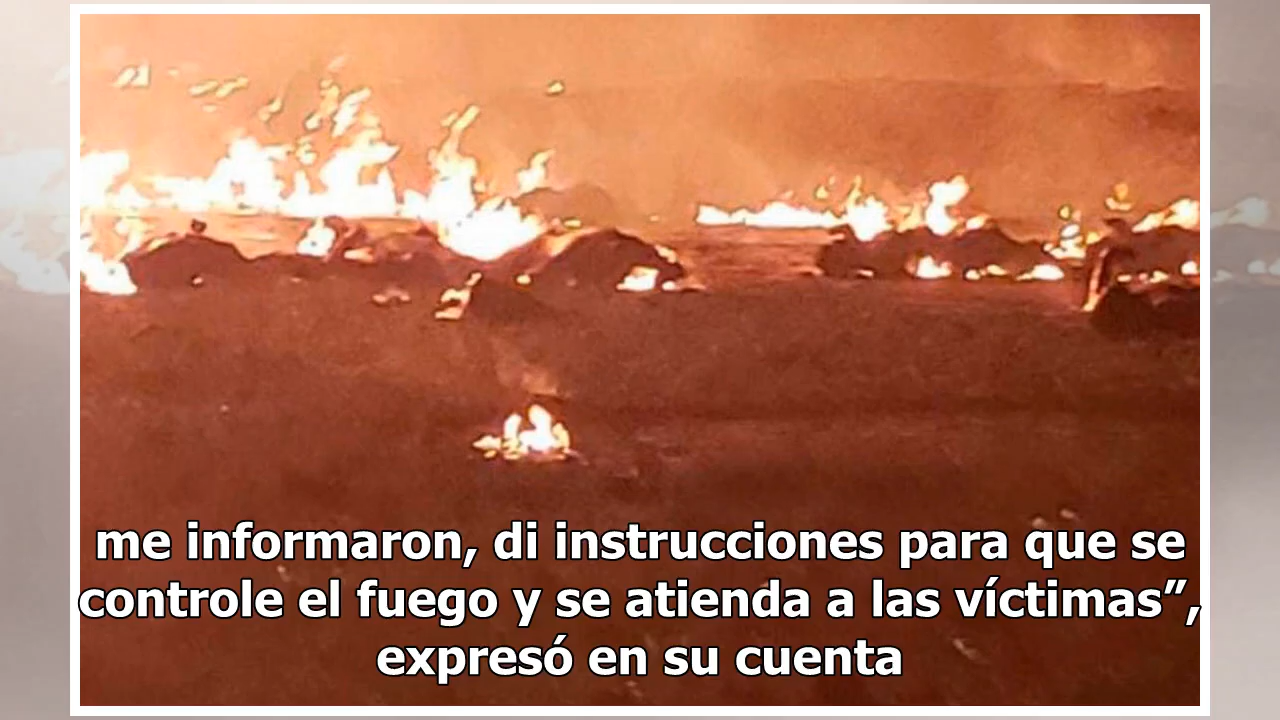 me informaron, di instrucciones para que se
controle el fuego y se atienda a las víctimas”,
expresó en su cuenta